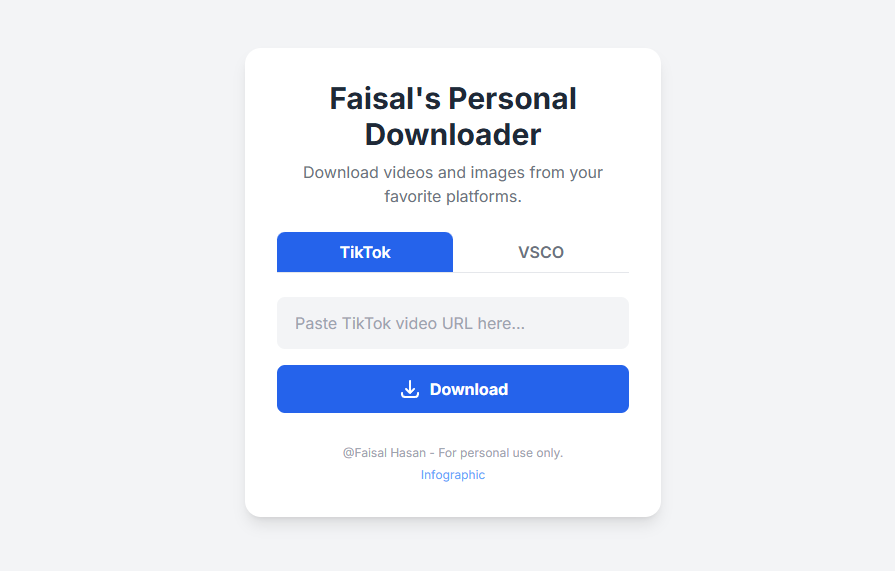 Faisal's Personal
Downloader
Download videos and images from your
favorite platforms.
TikTok
VSCO
Paste TikTok video URL here...
Download
@Faisal Hasan - For personal use only.
Infographic